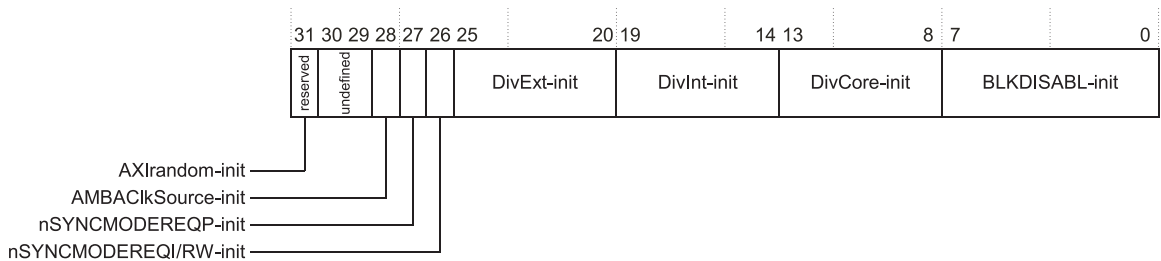 31 30 29 28 27 26 25 20 19 14 13 8 7 0
reserved
undefined
DivExt-init
DivInt-init
DivCore-init
BLKDISABL-init
AXIrandom-init
AMBAClkSource-init
nSYNCMODEREQP-init
nSYNCMODEREQI/RW-init